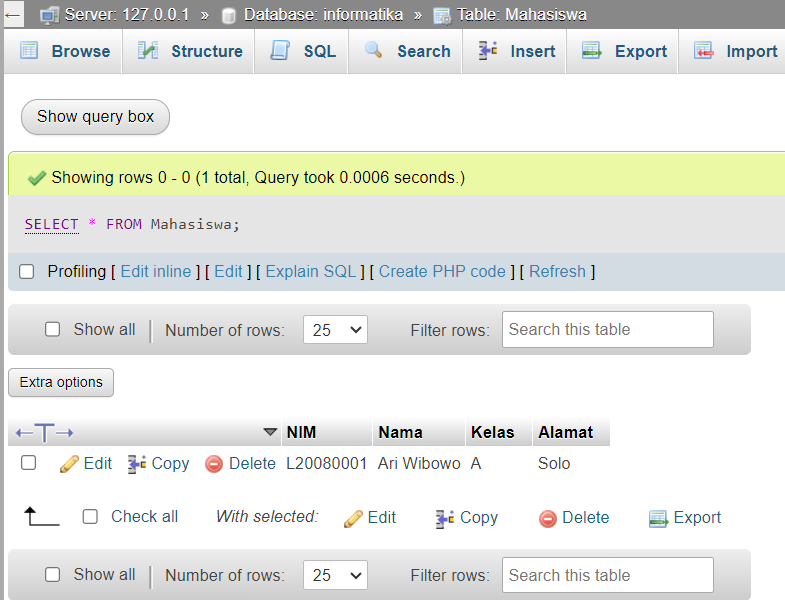 Server: 127.0.0.1 » Database: informatika » Table: Mahasiswa
Browse Structure SQL Search Insert Export Import
Show query box
Showing rows 0 - 0 (1 total, Query took 0.0006 seconds.)
SELECT * FROM Mahasiswa;
Profiling [ Edit inline ] [ Edit ] [ Explain SQL ] [ Create PHP code ] [ Refresh ]
Show all | Number of rows: 25 Filter rows: Search this table
Extra options
←T→ NIM Nama Kelas Alamat
Edit Copy Delete L20080001 Ari Wibowo A Solo
Check all With selected: Edit Copy Delete Export
Show all | Number of rows: 25 Filter rows: Search this table